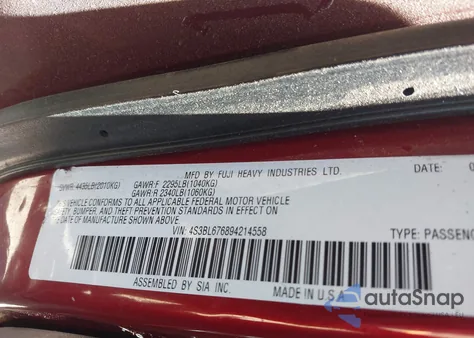 MFD BY FUJI HEAVY INDUSTRIES LTD. DATE
GVWR: 4435LB(2010KG) GAWR:F 2295LB(1040KG)
GAWR:R 2340LB(1060KG)
VEHICLE CONFORMS TO ALL APPLICABLE FEDERAL MOTOR VEHICLE
SAFETY, BUMPER, AND THEFT PREVENTION STANDARDS IN EFFECT ON
DATE OF MANUFACTURE SHOWN ABOVE.
VIN: 4S3BL676894214558 TYPE: PASSENG
ASSEMBLED BY SIA INC. MADE IN U.S.A
autoSnap